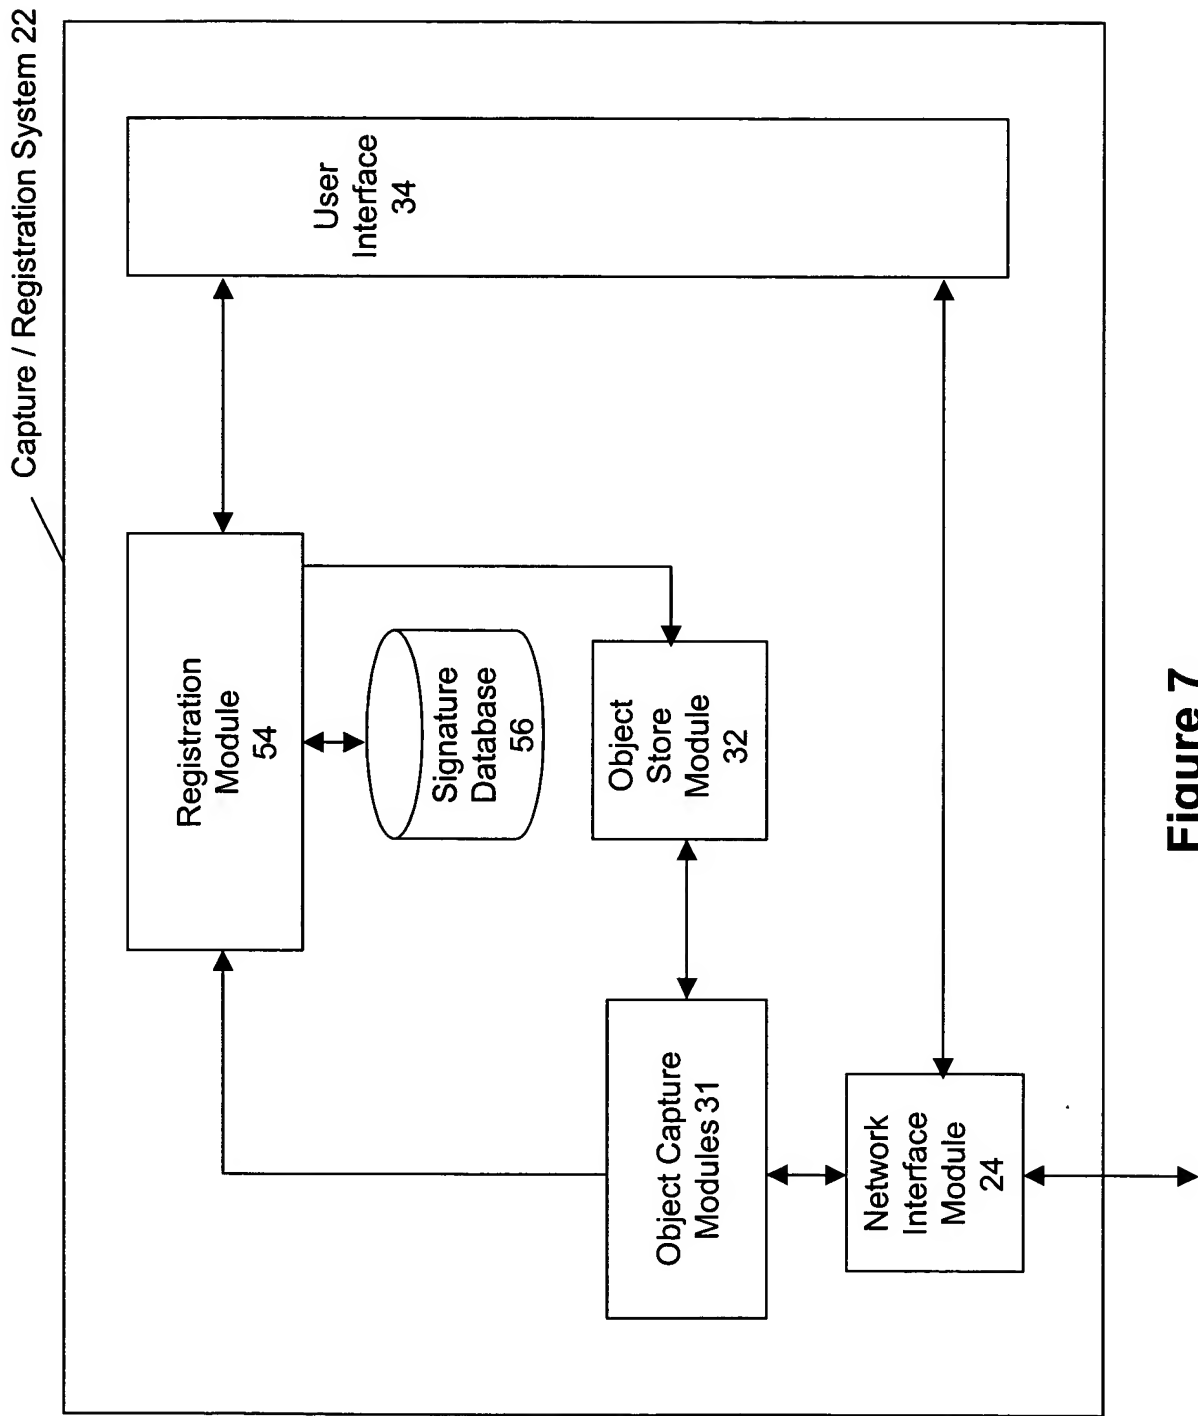 Capture / Registration System 22
Registration
Module
54
User
Interface
34
Signature
Database
56
Object
Store
Module
32
Object Capture
Modules 31
Network
Interface
Module
24
Figure 7